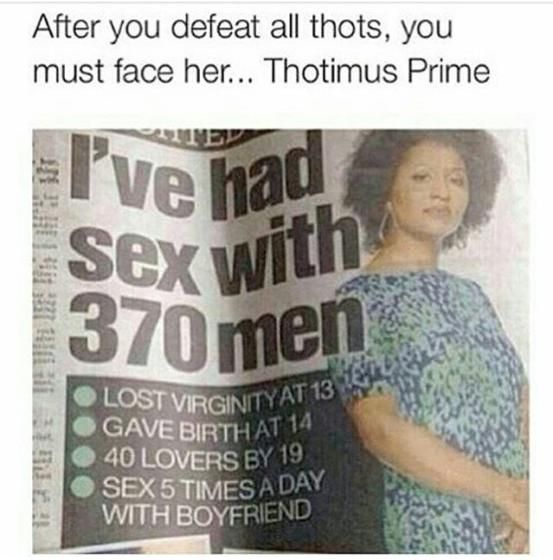 After you defeat all thots, you
must face her... Thotimus Prime
I've had
sex with
370 men
LOST VIRGINITY AT 13
GAVE BIRTH AT 14
40 LOVERS BY 19
SEX 5 TIMES A DAY
WITH BOYFRIEND